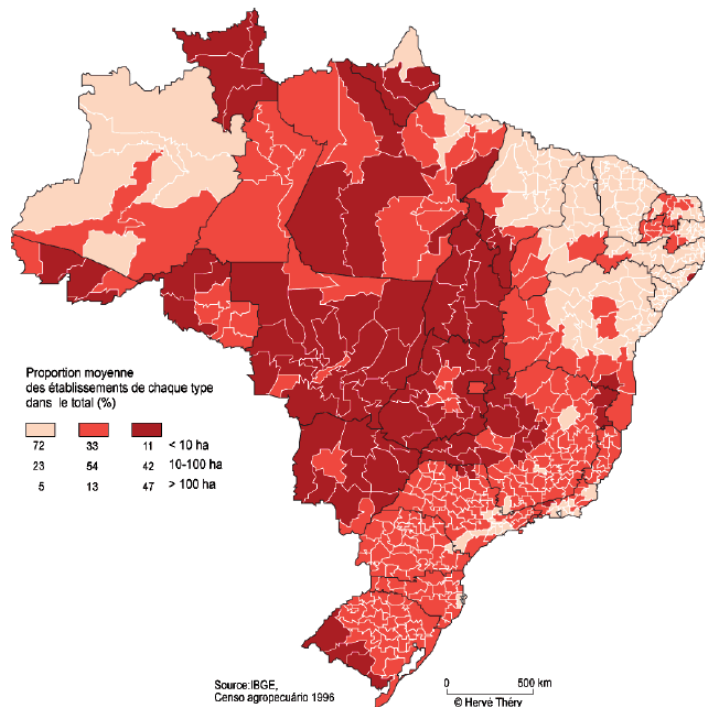 Proportion moyenne
des établissements de chaque type
dans le total (%)
72 33 11 < 10 ha
23 54 42 10-100 ha
5 13 47 > 100 ha
Source:IBGE,
Censo agropecuário 1996
0 500 km
© Hervé Théry